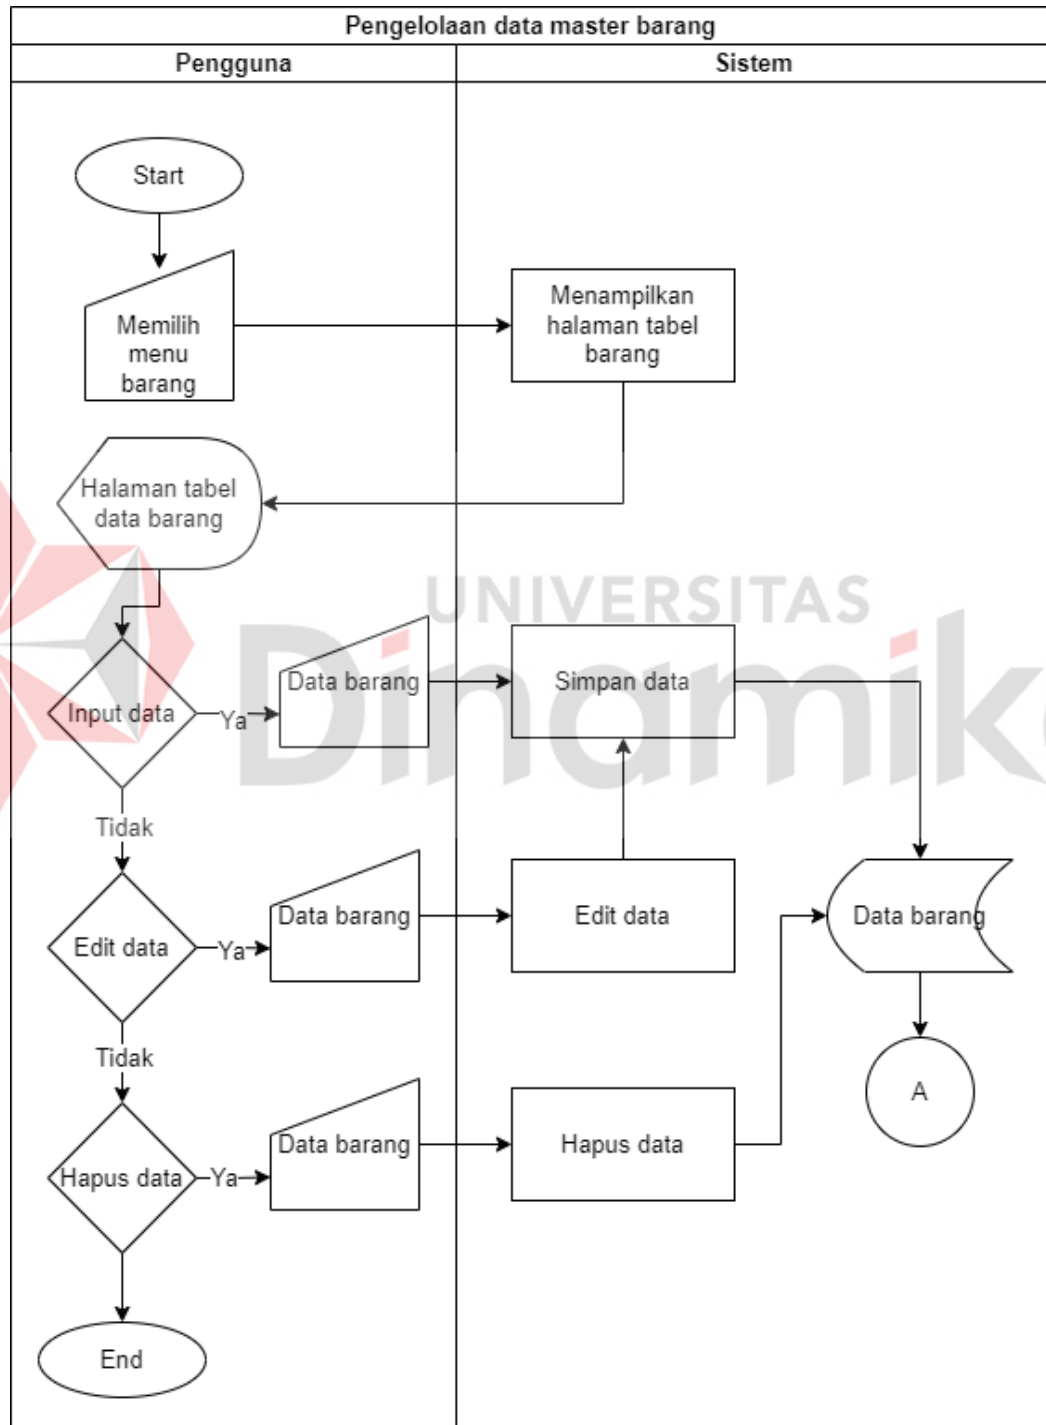 Pengelolaan data master barang
Pengguna
Sistem
Start
Memilih
menu
barang
Menampilkan
halaman tabel
barang
Halaman tabel
data barang
UNIVERSITAS
Dinamika
Input data
Ya
Data barang
Simpan data
Tidak
Edit data
Ya
Data barang
Edit data
Data barang
Tidak
Hapus data
Ya
Data barang
Hapus data
A
End